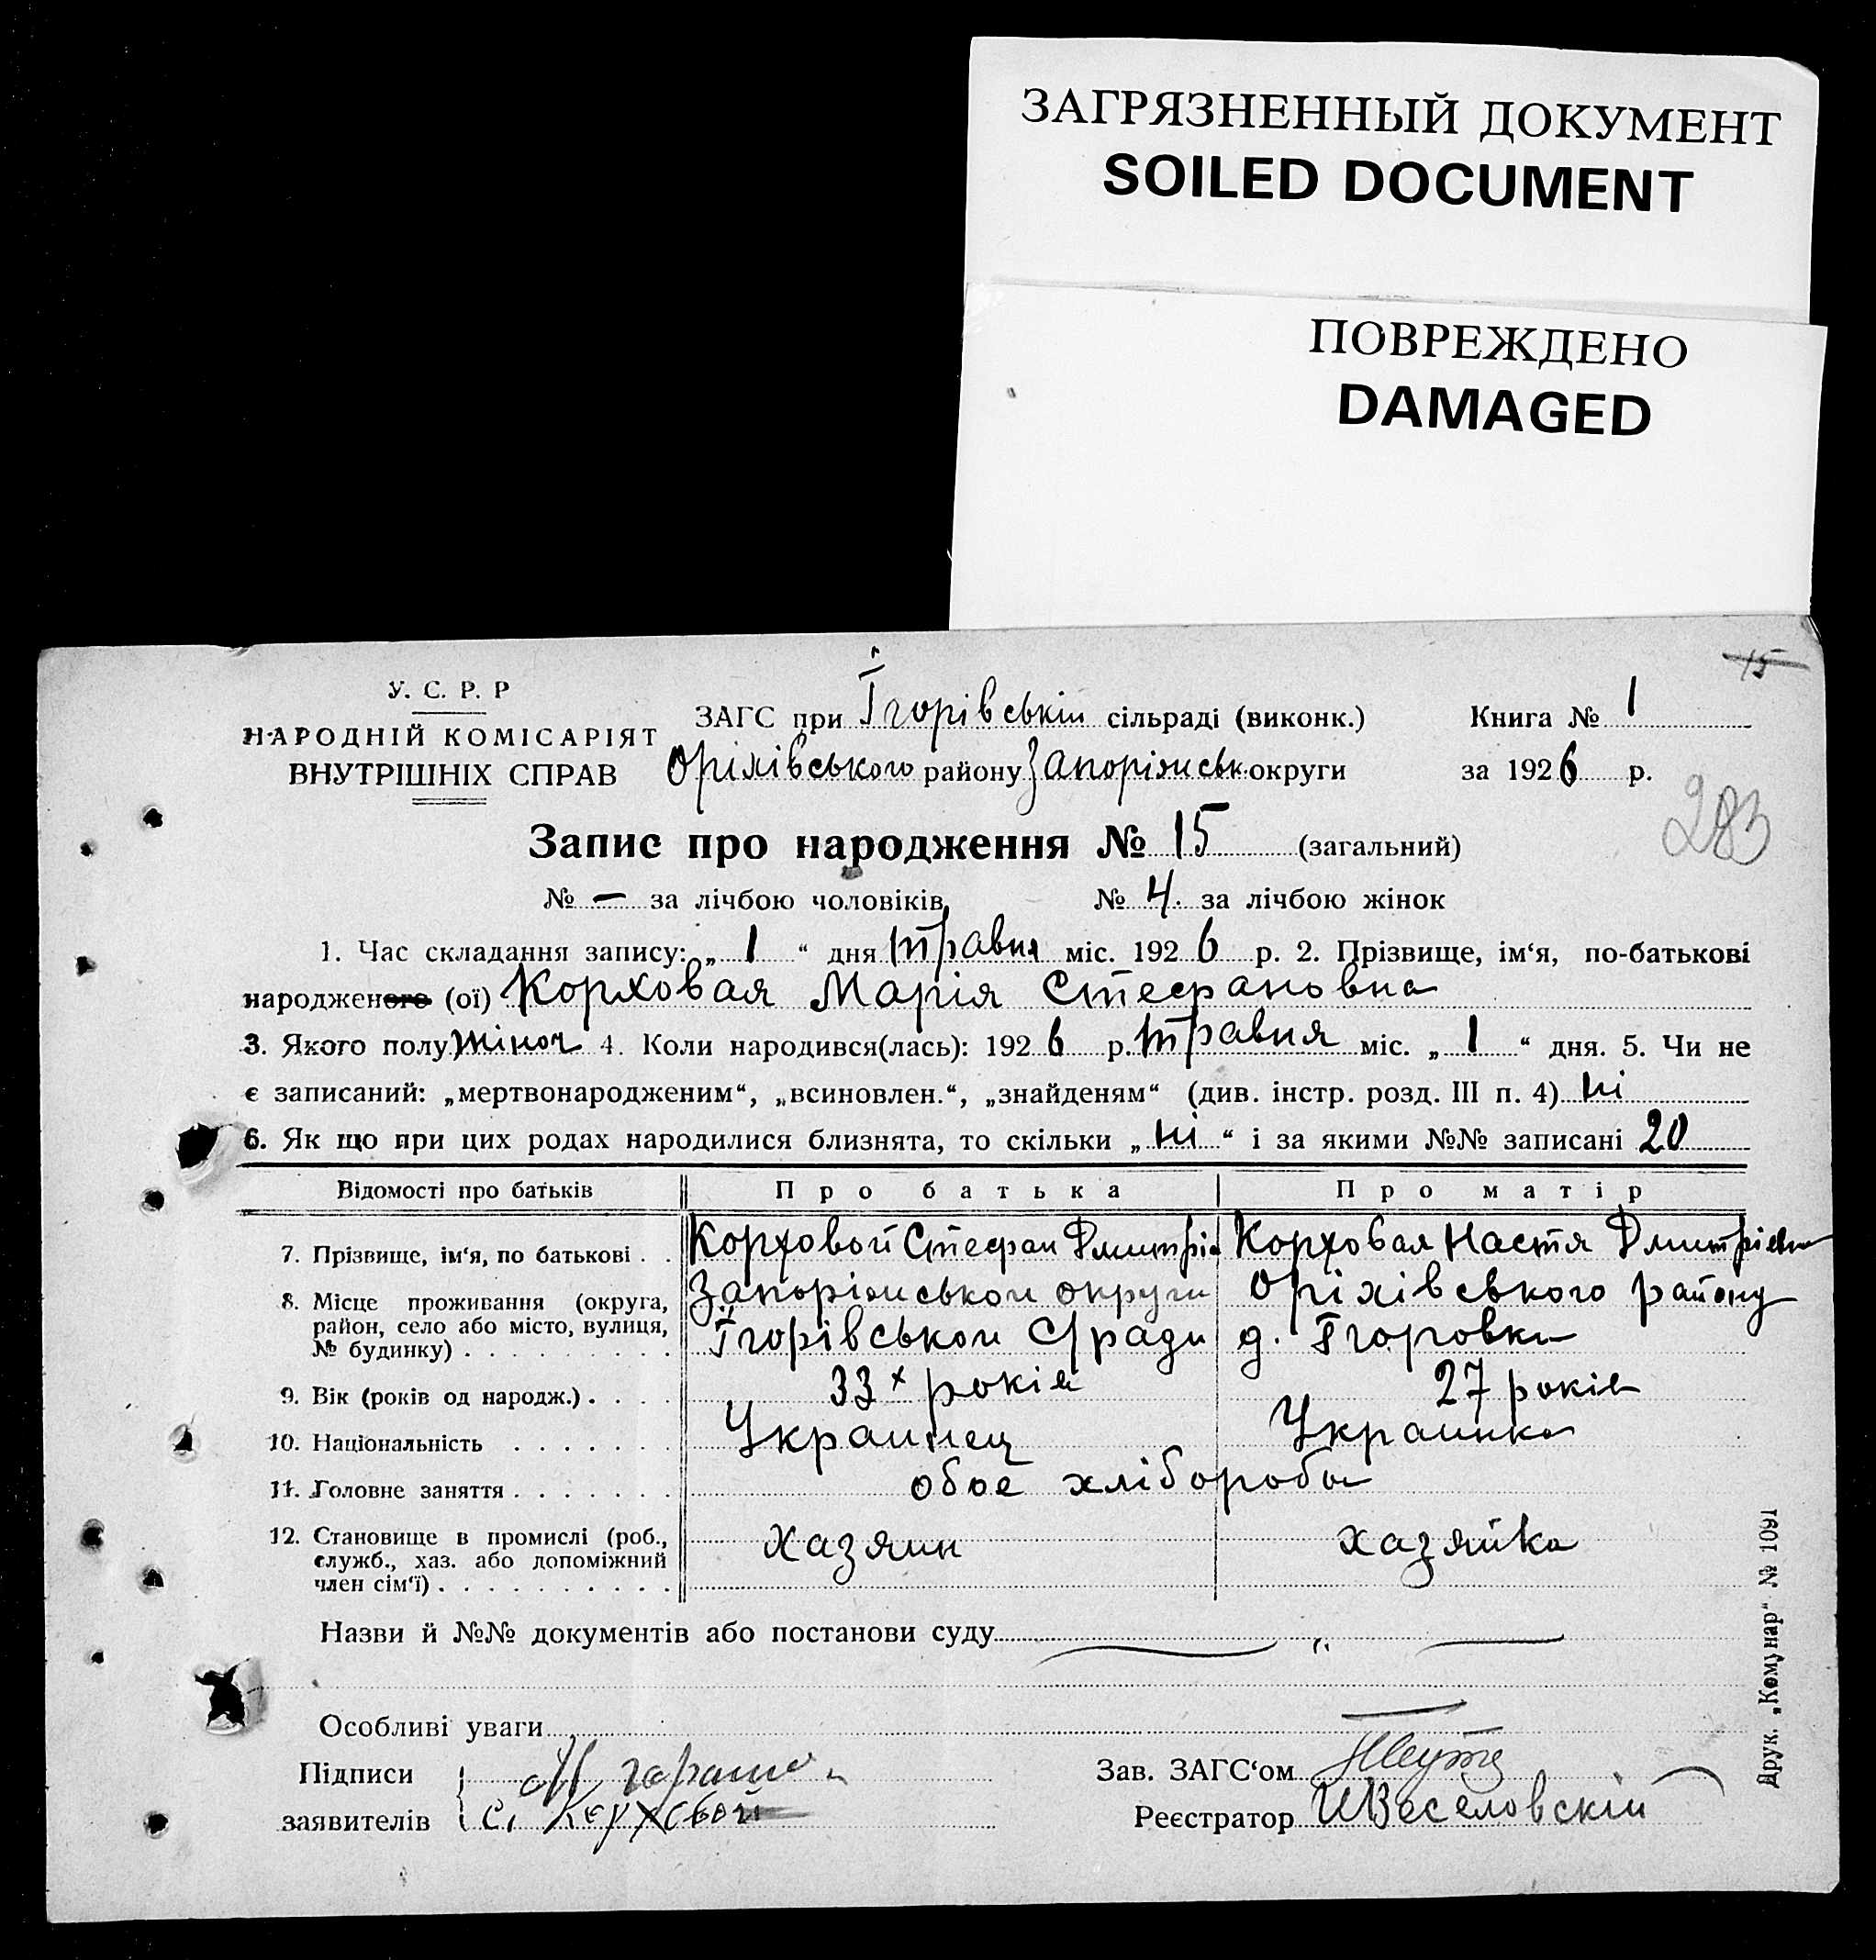 ЗАГРЯЗНЕННЫЙ ДОКУМЕНТ
SOILED DOCUMENT
ПОВРЕЖДЕНО
DAMAGED
15
У. С. Р. Р
НАРОДНІЙ КОМІСАРІЯТ
ВНУТРІШНІХ СПРАВ
ЗАГС при Їгорівській сільраді (виконк.) Книга № 1
Оріхівського району Запоріжськ. округи за 1926 р.
283
Запис про народження № 15 (загальний)
№ – за лічбою чоловіків № 4. за лічбою жінок
1. Час складання запису: „ 1 “ дня травня міс. 1926 р. 2. Прізвище, ім‘я, по-батькові
народженого (ої) Корховая Марія Стефановна
3. Якого полу жіноч 4. Коли народився(лась): 1926 р. травня міс. „ 1 “ дня. 5. Чи не
є записаний: „мертвонародженим“, „всиновлен.“, „знайденям“ (див. інстр. розд. III п. 4) ні
6. Як що при цих родах народилися близнята, то скільки „ ні “ і за якими №№ записані 20
Відомості про батьків Про батька Про матір
7. Прізвище, ім‘я, по батькові . . Корховой Стефан Дмитрів Корховая Настя Дмитрієвна
8. Місце проживання (округа, район, село або місто, вулиця, № будинку) . . . . . . . . . Запоріжськои округи Оріхівського району
Їгорівськои С/ради д. Їгоровки
9. Вік (років од народж.) . . . . 33х років 27 років
10. Національність . . . . . . . Украинец Украинка
11. Головне заняття . . . . . . . обоє хлібороби
12. Становище в промислі (роб., служб., хаз. або допоміжний член сім‘ї) . . . . . . . . . . хазяин хазяйка
Назви й №№ документів або постанови суду — „ —
Особливі уваги
Підписи
заявителів С. Корховой
Зав. ЗАГС‘ом
Реєстратор И Веселовскій
Друк. „Комунар“ № 1091